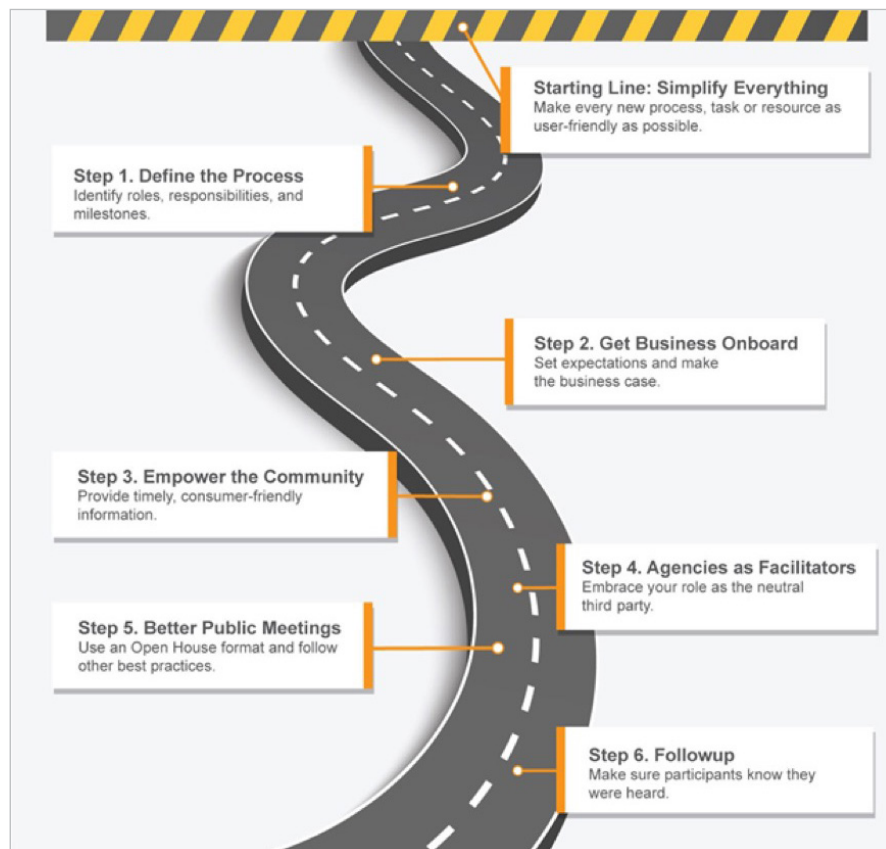 Starting Line: Simplify Everything
Make every new process, task or resource as
user-friendly as possible.
Step 1. Define the Process
Identify roles, responsibilities, and
milestones.
Step 2. Get Business Onboard
Set expectations and make
the business case.
Step 3. Empower the Community
Provide timely, consumer-friendly
information.
Step 4. Agencies as Facilitators
Embrace your role as the neutral
third party.
Step 5. Better Public Meetings
Use an Open House format and follow
other best practices.
Step 6. Followup
Make sure participants know they
were heard.